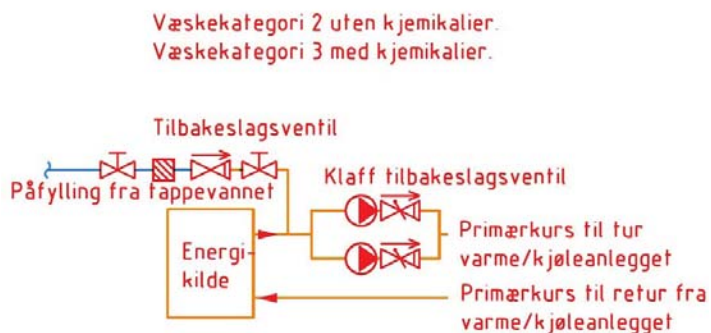 Væskekategori 2 uten kjemikalier.
Væskekategori 3 med kjemikalier.
Tilbakeslagsventil
Påfylling fra tappevannet
Klaff tilbakeslagsventil
Energi-
kilde
Primærkurs til tur
varme/kjøleanlegget
Primærkurs til retur fra
varme/kjøleanlegget